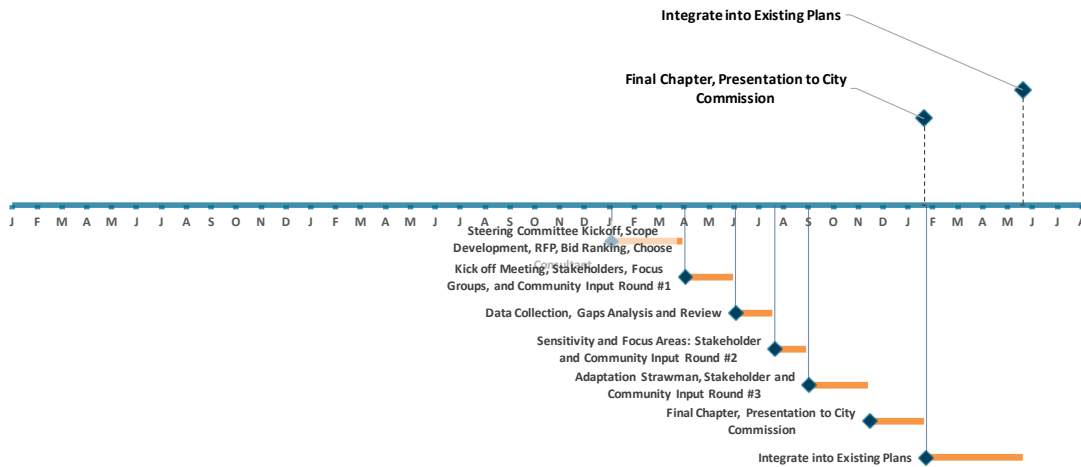 Integrate into Existing Plans
Final Chapter, Presentation to City
Commission
J F M A M J J A S O N D J F M A M J J A S O N D J F M A M J J A S O N D J F M A M J J A
Steering Committee Kickoff, Scope
Development, RFP, Bid Ranking, Choose
Consultant
Kick off Meeting, Stakeholders, Focus
Groups, and Community Input Round #1
Data Collection, Gaps Analysis and Review
Sensitivity and Focus Areas: Stakeholder
and Community Input Round #2
Adaptation Strawman, Stakeholder and
Community Input Round #3
Final Chapter, Presentation to City
Commission
Integrate into Existing Plans